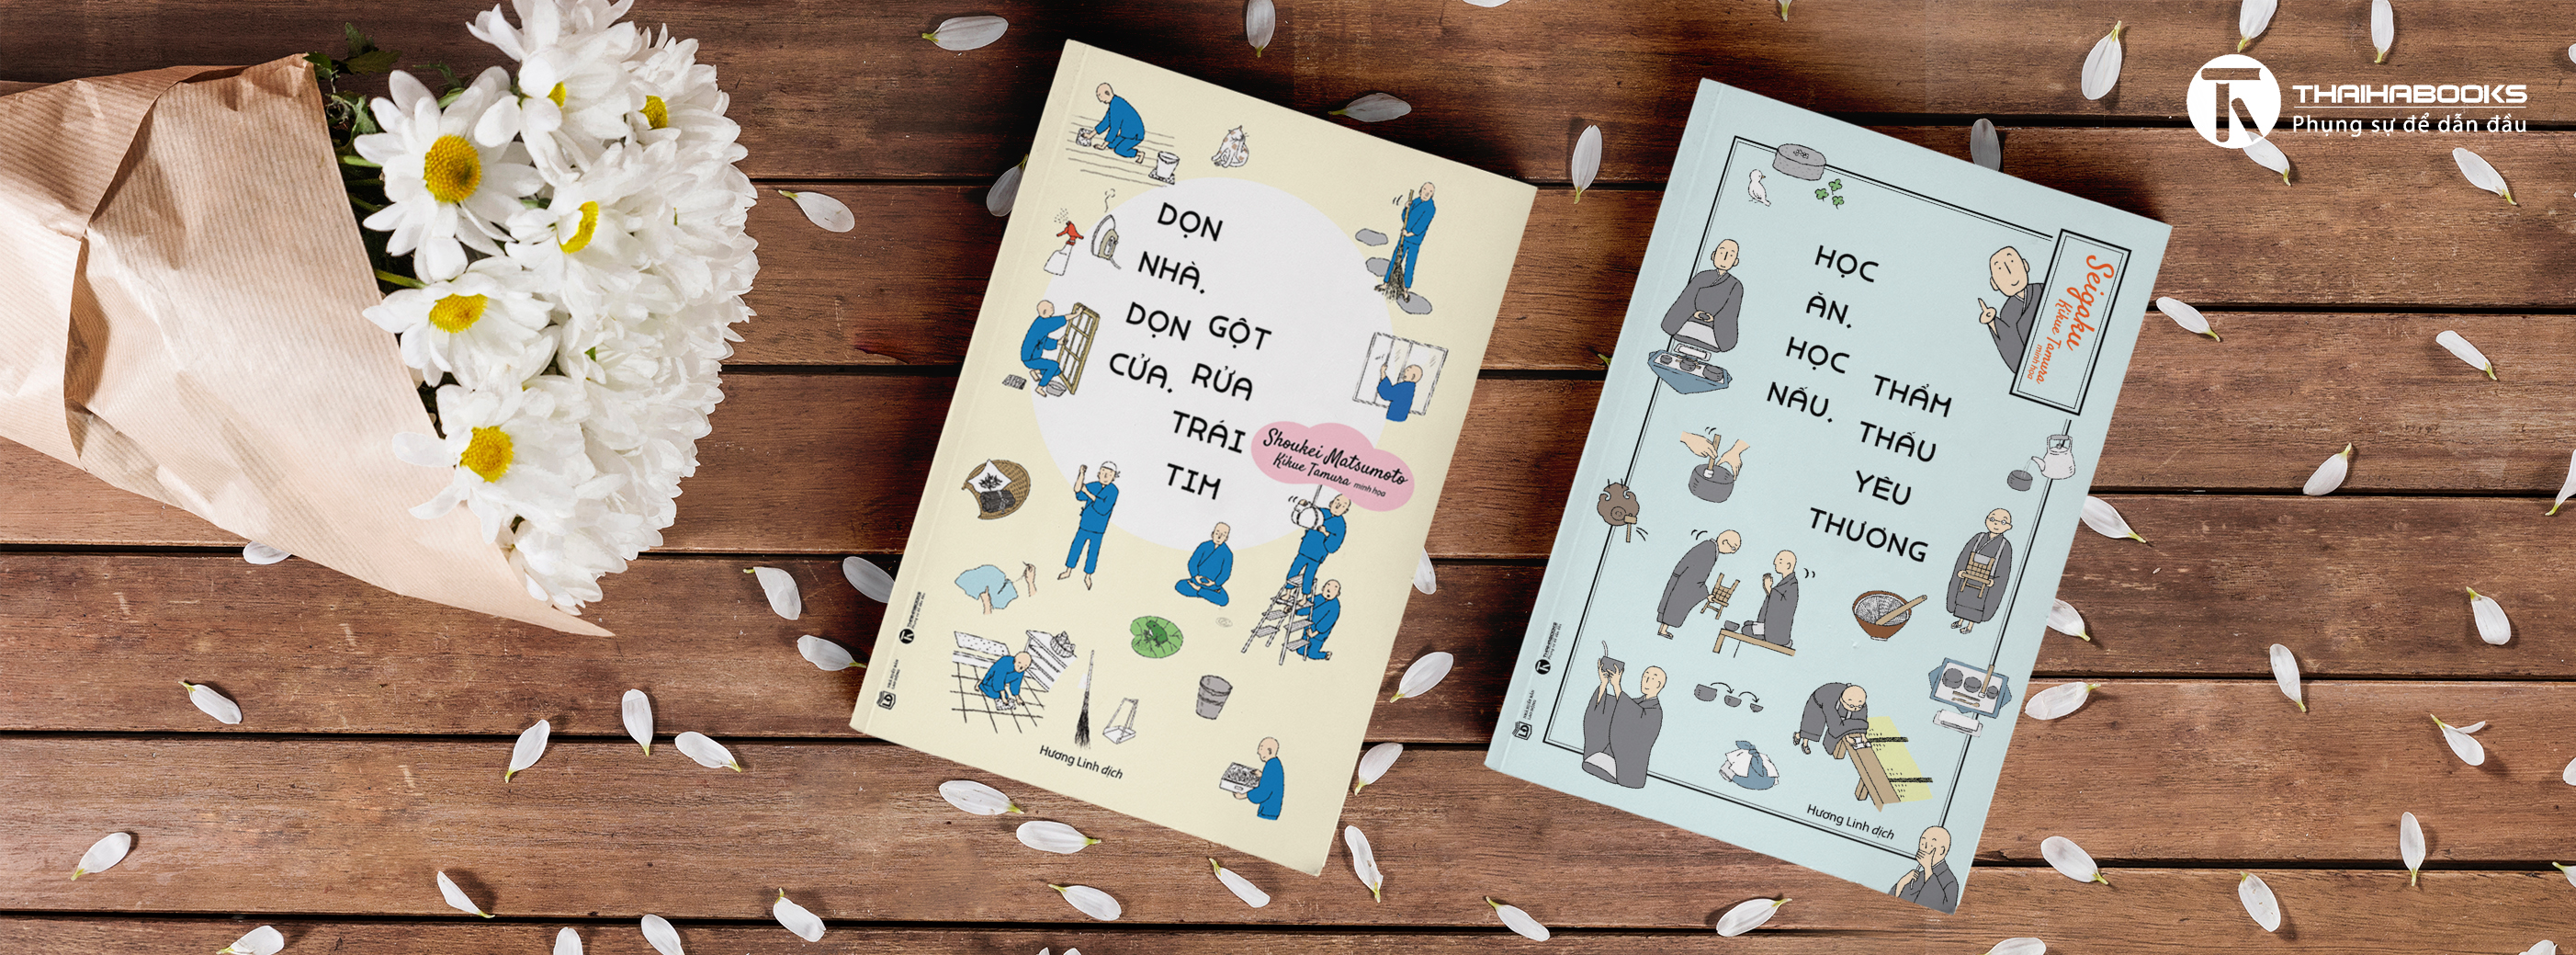 THAIHABOOKS
Phụng sự để dẫn đầu
DỌN
NHÀ.
DỌN
CỬA.
GỘT
RỬA
TRÁI
TIM
Shoukei Matsumoto
Kikue Tamura minh họa
Hương Linh dịch
HỌC
ĂN.
HỌC
NẤU.
THẨM
THẤU
YÊU
THƯƠNG
Seigaku
Kikue Tamura
minh họa
Hương Linh dịch